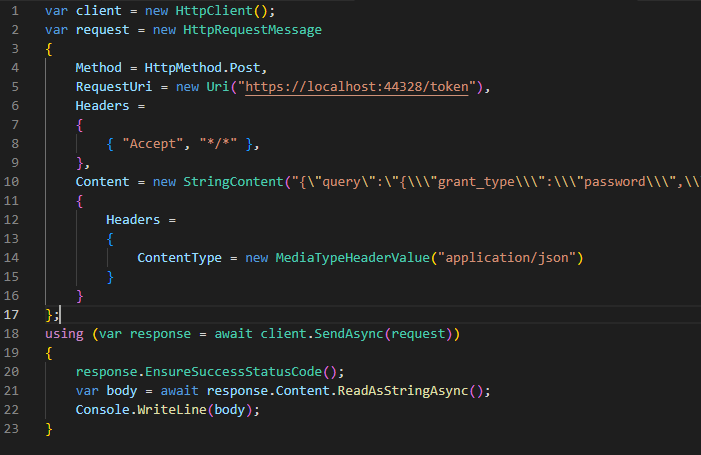 1 var client = new HttpClient();
2 var request = new HttpRequestMessage
3 {
4 Method = HttpMethod.Post,
5 RequestUri = new Uri("https://localhost:44328/token"),
6 Headers =
7 {
8 { "Accept", "*/*" },
9 },
10 Content = new StringContent("{\"query\":\"{\\\"grant_type\\\":\\\"password\\\",\\
11 {
12 Headers =
13 {
14 ContentType = new MediaTypeHeaderValue("application/json")
15 }
16 }
17 };
18 using (var response = await client.SendAsync(request))
19 {
20 response.EnsureSuccessStatusCode();
21 var body = await response.Content.ReadAsStringAsync();
22 Console.WriteLine(body);
23 }